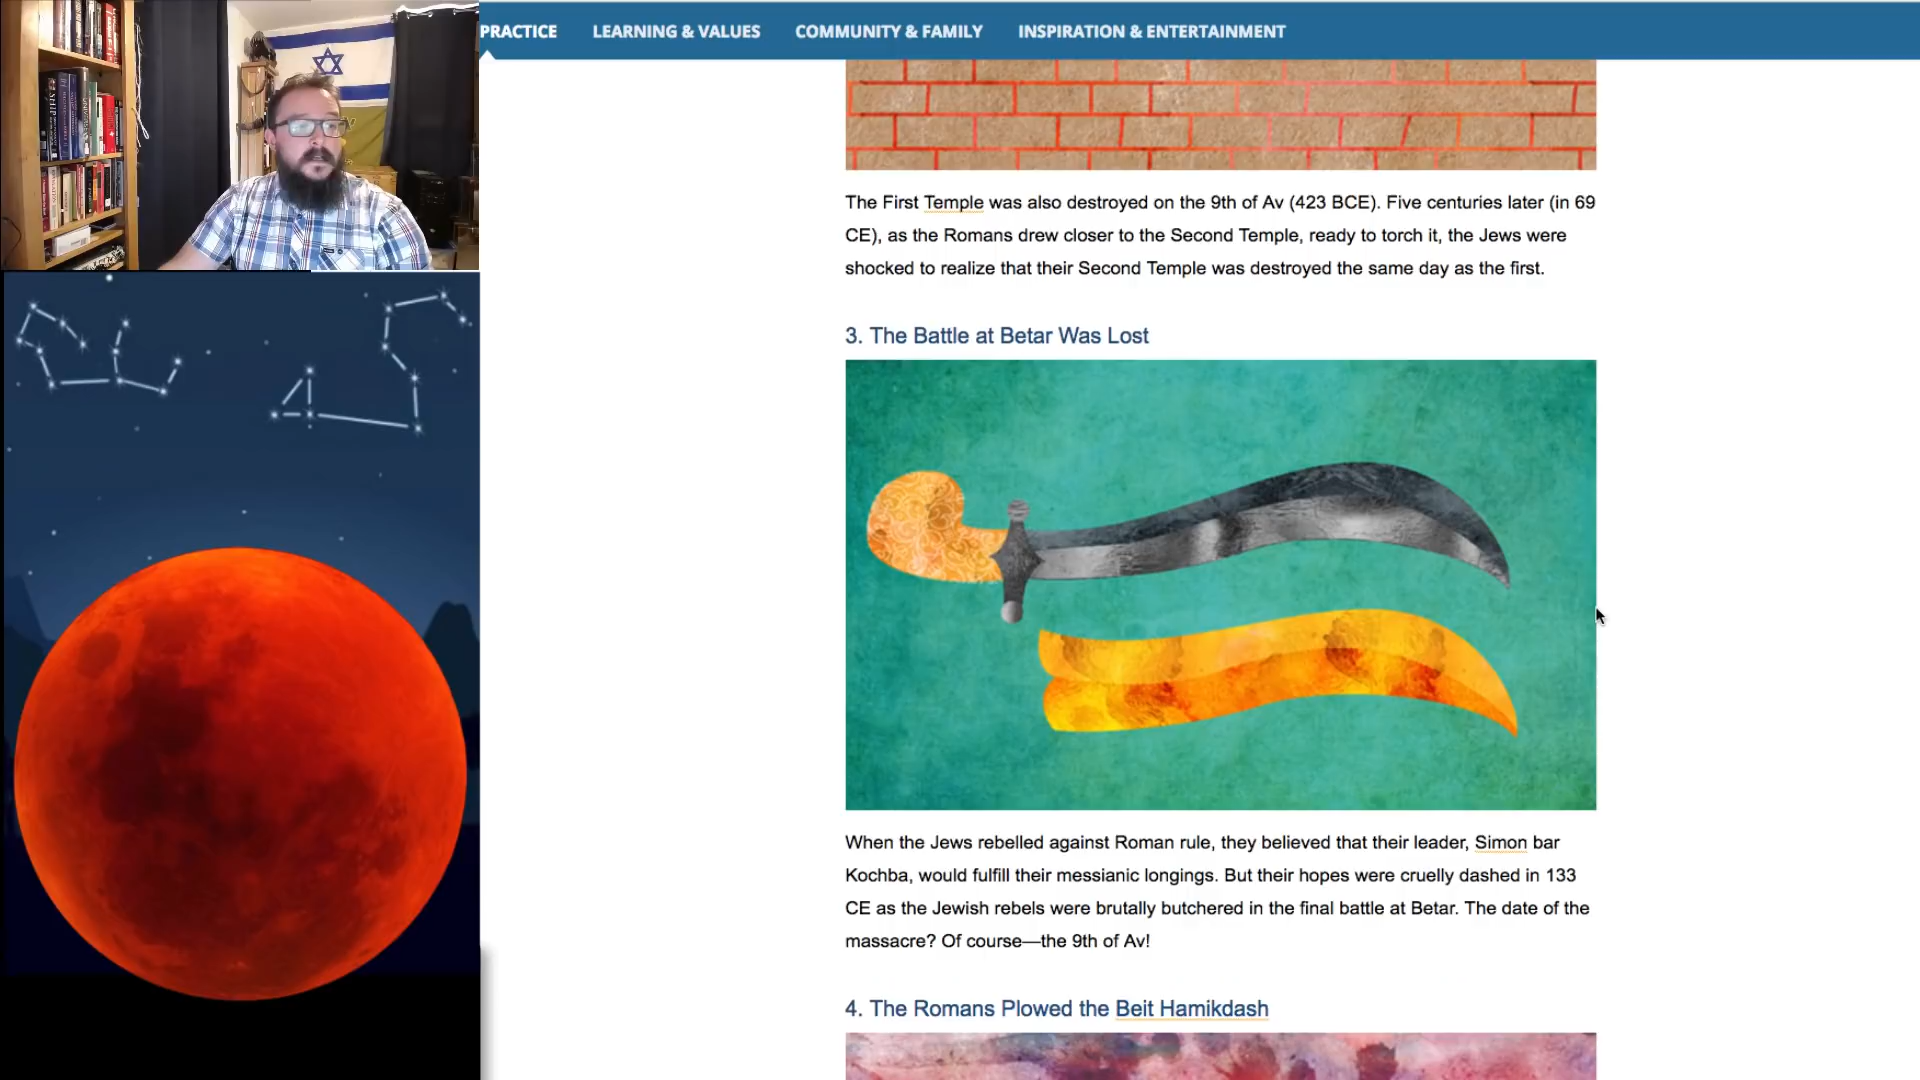 PRACTICE LEARNING & VALUES COMMUNITY & FAMILY INSPIRATION & ENTERTAINMENT
The First Temple was also destroyed on the 9th of Av (423 BCE). Five centuries later (in 69
CE), as the Romans drew closer to the Second Temple, ready to torch it, the Jews were
shocked to realize that their Second Temple was destroyed the same day as the first.
3. The Battle at Betar Was Lost
When the Jews rebelled against Roman rule, they believed that their leader, Simon bar
Kochba, would fulfill their messianic longings. But their hopes were cruelly dashed in 133
CE as the Jewish rebels were brutally butchered in the final battle at Betar. The date of the
massacre? Of course—the 9th of Av!
4. The Romans Plowed the Beit Hamikdash